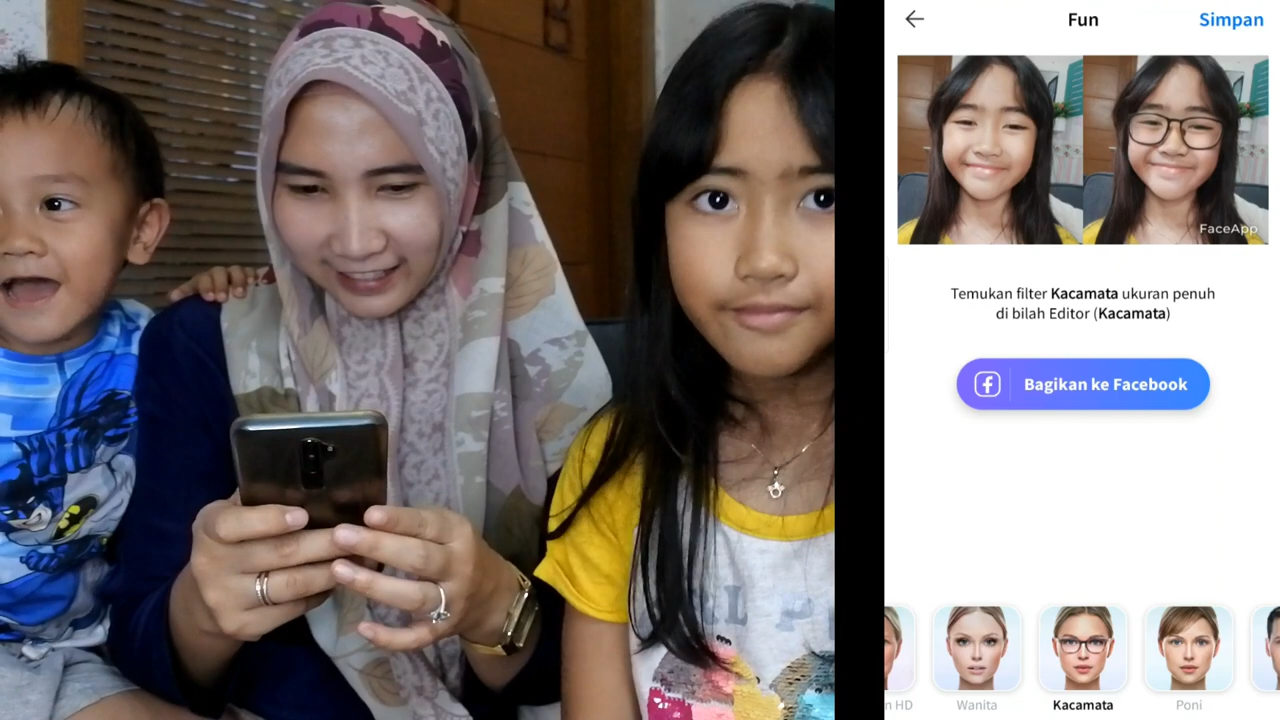 Fun
Simpan
FaceApp
Temukan filter Kacamata ukuran penuh
di bilah Editor (Kacamata)
Bagikan ke Facebook
n HD
Wanita
Kacamata
Poni